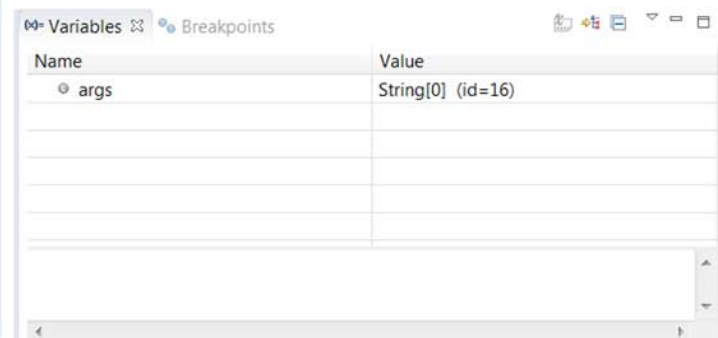 (x)= Variables Breakpoints
Name Value
args String[0] (id=16)